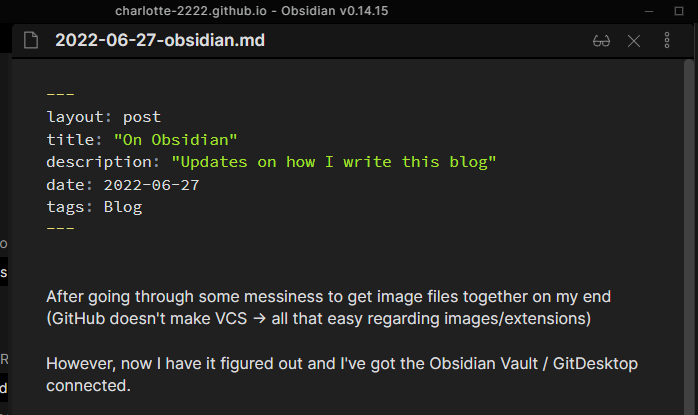 charlotte-2222.github.io - Obsidian v0.14.15
2022-06-27-obsidian.md
---
layout: post
title: "On Obsidian"
description: "Updates on how I write this blog"
date: 2022-06-27
tags: Blog
---
After going through some messiness to get image files together on my end
(GitHub doesn't make VCS → all that easy regarding images/extensions)
However, now I have it figured out and I've got the Obsidian Vault / GitDesktop
connected.
o
s
R
d